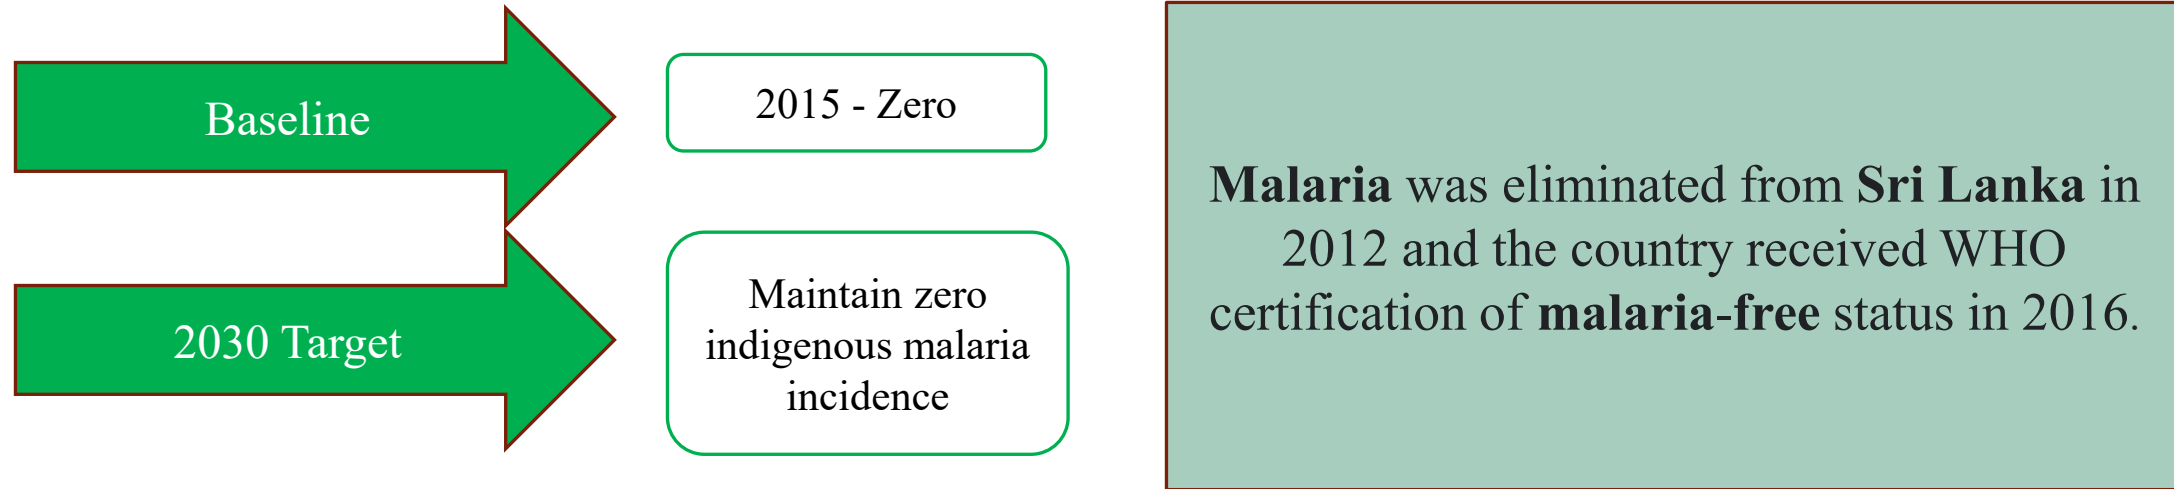 Baseline
2015 - Zero
2030 Target
Maintain zero
indigenous malaria
incidence
Malaria was eliminated from Sri Lanka in
2012 and the country received WHO
certification of malaria-free status in 2016.